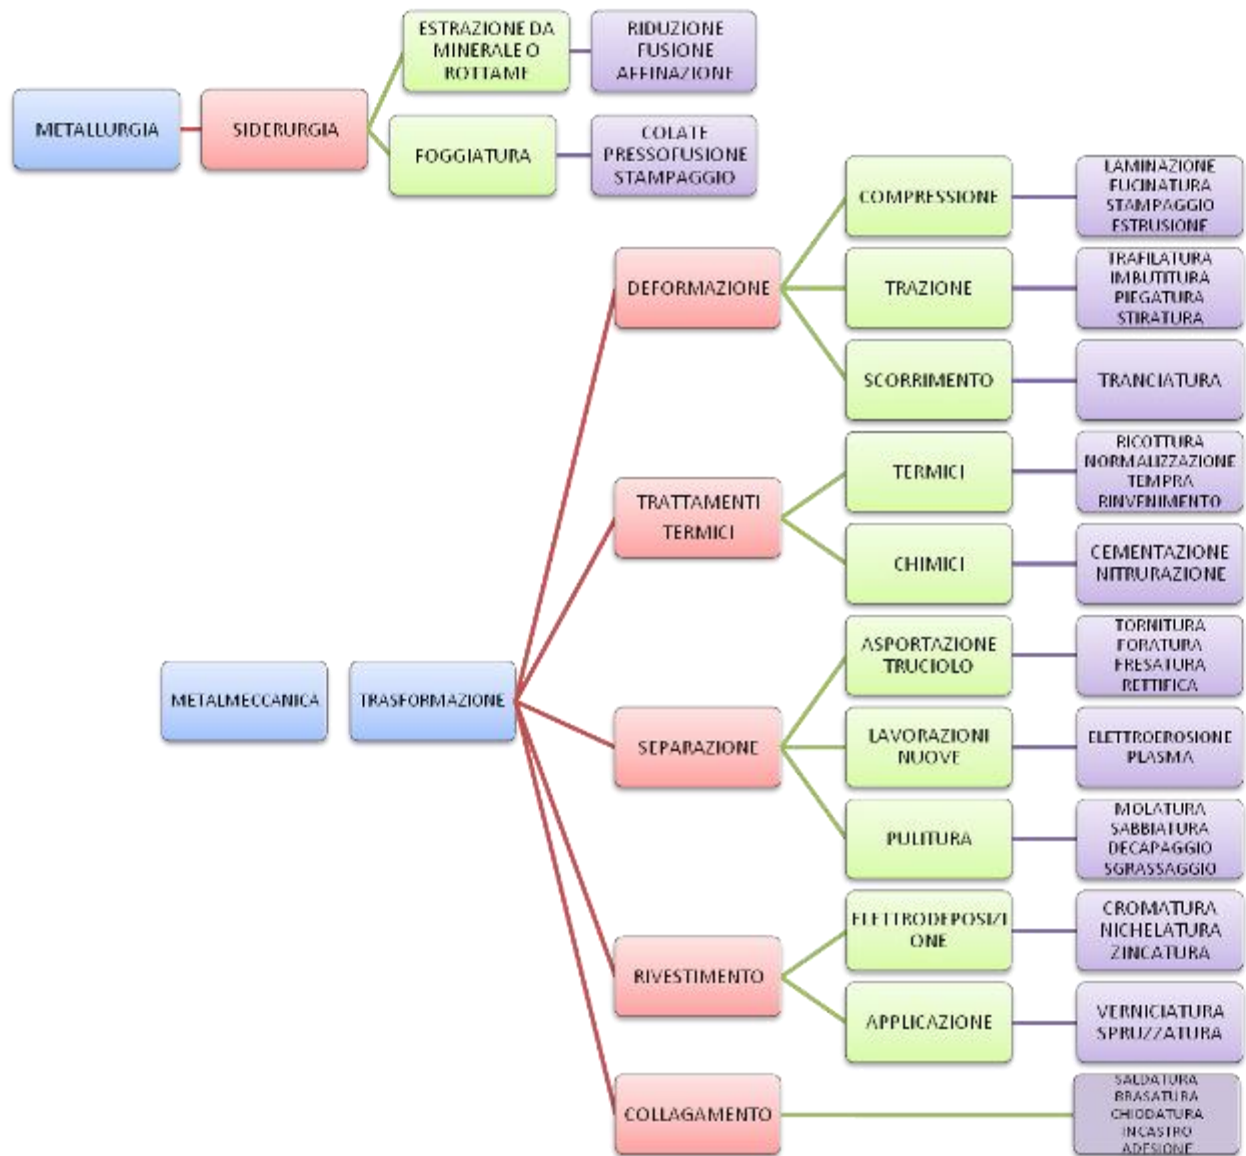 METALLURGIA
SIDERURGIA
ESTRAZIONE DA
MINERALE O
ROTTAME
RIDUZIONE
FUSIONE
AFFINAZIONE
FOGGIATURA
COLATE
PRESSOFUSIONE
STAMPAGGIO
METALMECCANICA
TRASFORMAZIONE
DEFORMAZIONE
COMPRESSIONE
LAMINAZIONE
FUCINATURA
STAMPAGGIO
ESTRUSIONE
TRAZIONE
TRAFILATURA
IMBUTITURA
PIEGATURA
STIRATURA
SCORRIMENTO
TRANCIATURA
TRATTAMENTI
TERMICI
TERMICI
RICOTTURA
NORMALIZZAZIONE
TEMPRA
RINVENIMENTO
CHIMICI
CEMENTAZIONE
NITRURAZIONE
SEPARAZIONE
ASPORTAZIONE
TRUCIOLO
TORNITURA
FORATURA
FRESATURA
RETTIFICA
LAVORAZIONI
NUOVE
ELETTROEROSIONE
PLASMA
PULITURA
MOLATURA
SABBIATURA
DECAPAGGIO
SGRASSAGGIO
RIVESTIMENTO
ELETTRODEPOSIZI
ONE
CROMATURA
NICHELATURA
ZINCATURA
APPLICAZIONE
VERNICIATURA
SPRUZZATURA
COLLAGAMENTO
SALDATURA
BRASATURA
CHIODATURA
INCASTRO
ADESIONE